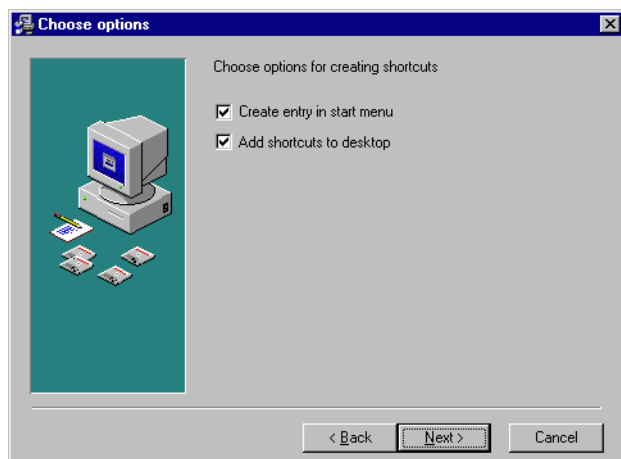 Choose options
Choose options for creating shortcuts
Create entry in start menu
Add shortcuts to desktop
< Back
Next >
Cancel